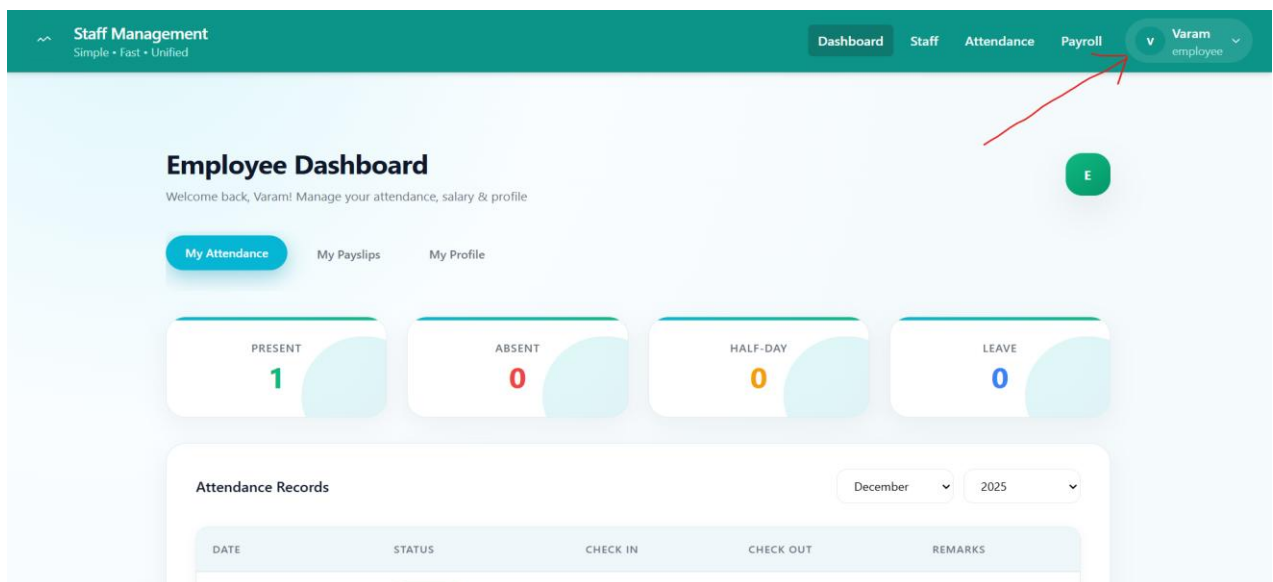 Staff Management
Simple • Fast • Unified
Dashboard Staff Attendance Payroll
V
Varam
employee
Employee Dashboard
E
Welcome back, Varam! Manage your attendance, salary & profile
My Attendance My Payslips My Profile
PRESENT ABSENT HALF-DAY LEAVE
1 0 0 0
Attendance Records
December 2025
DATE STATUS CHECK IN CHECK OUT REMARKS